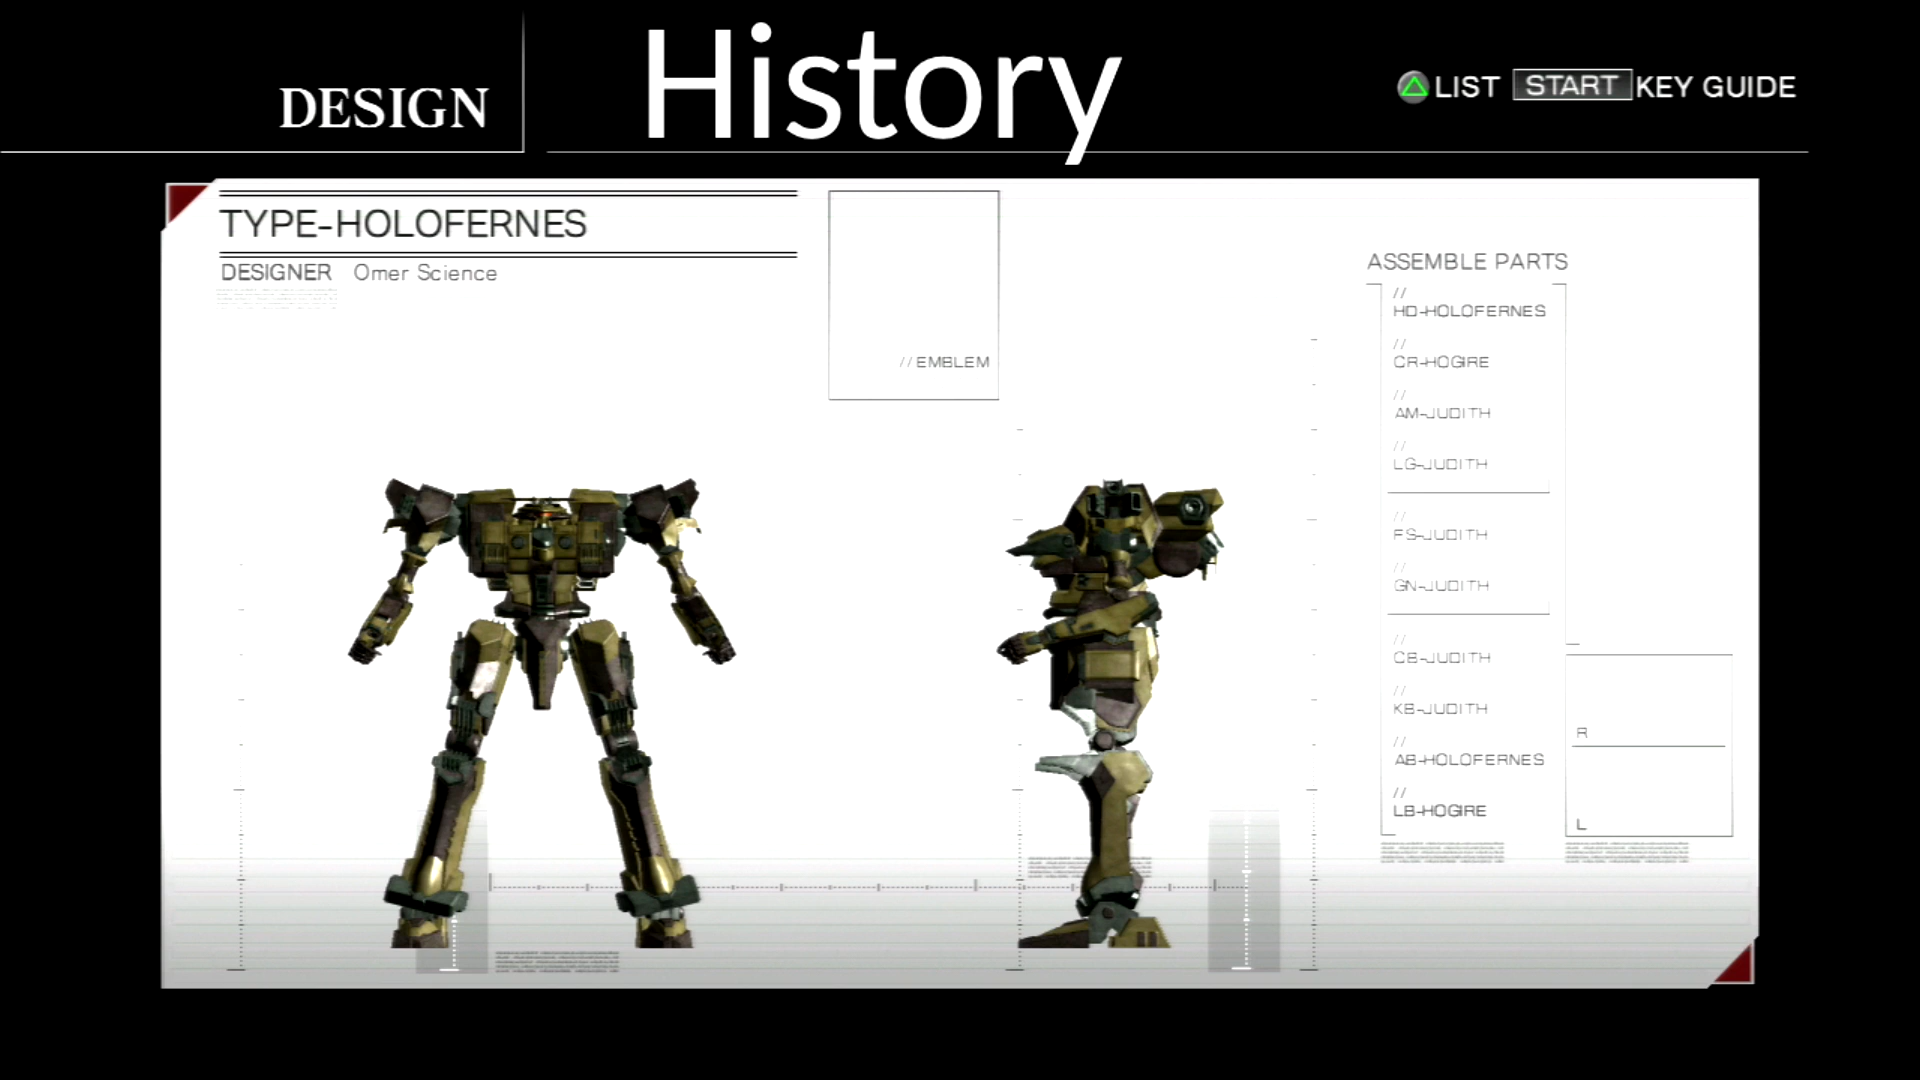 DESIGN
History
LIST START KEY GUIDE
TYPE-HOLOFERNES
DESIGNER Omer Science
// EMBLEM
ASSEMBLE PARTS
//
HD-HOLOFERNES
//
CR-HOGIRE
//
AM-JUDITH
//
LG-JUDITH
//
FS-JUDITH
//
GN-JUDITH
//
CB-JUDITH
//
KB-JUDITH
//
AB-HOLOFERNES
//
LB-HOGIRE
R
L